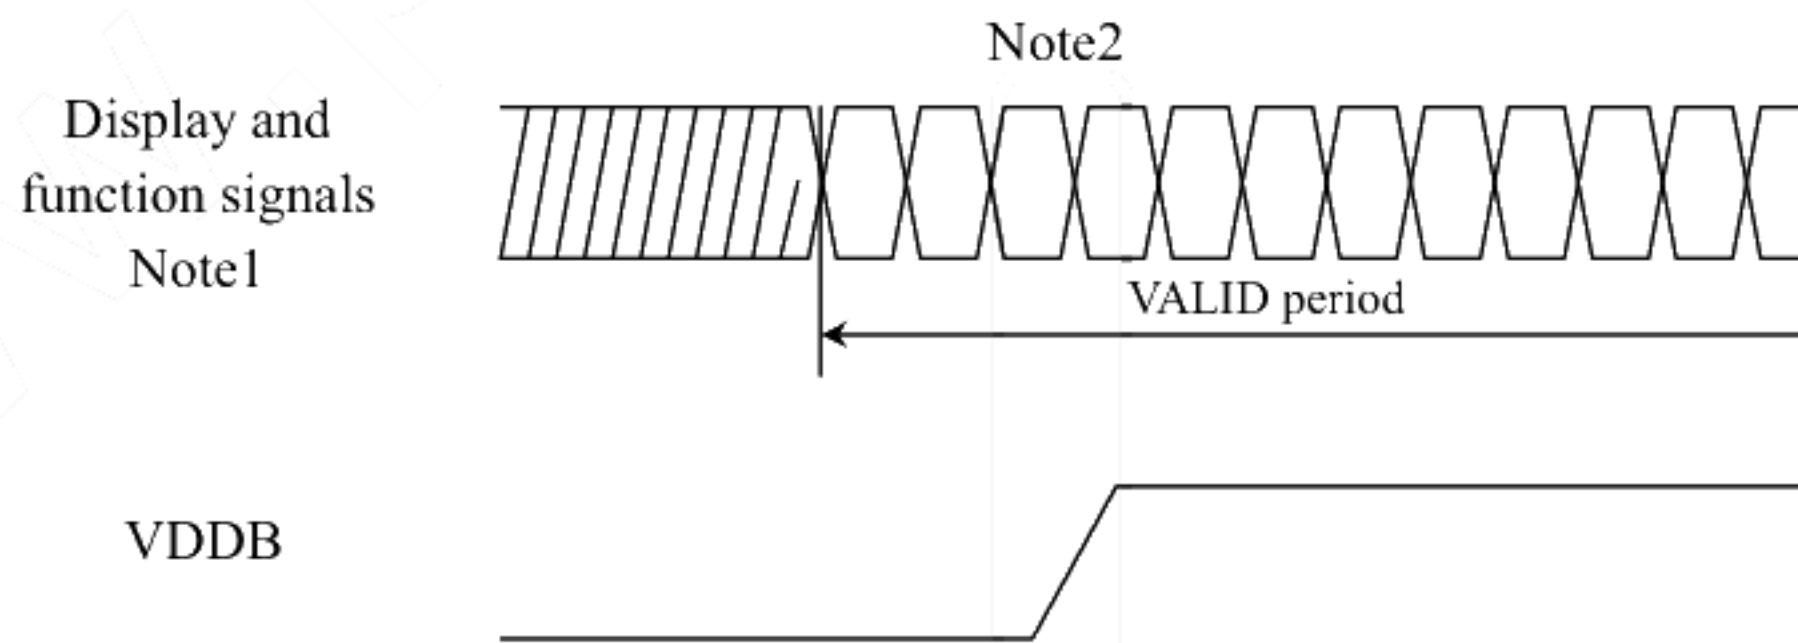 Note2
Display and
function signals
Note1
VALID period
VDDB